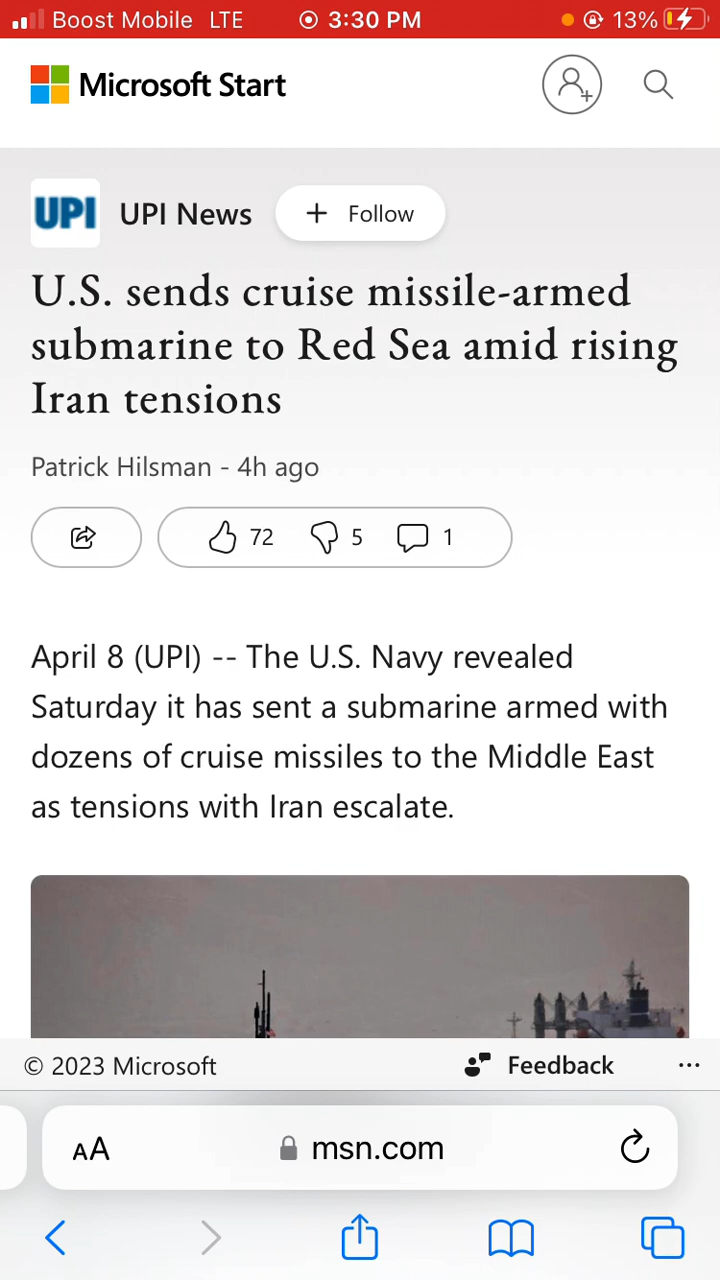 Boost Mobile LTE 3:30 PM 13%
Microsoft Start
UPI UPI News + Follow
U.S. sends cruise missile-armed
submarine to Red Sea amid rising
Iran tensions
Patrick Hilsman - 4h ago
72 5 1
April 8 (UPI) -- The U.S. Navy revealed
Saturday it has sent a submarine armed with
dozens of cruise missiles to the Middle East
as tensions with Iran escalate.
© 2023 Microsoft Feedback ...
AA msn.com